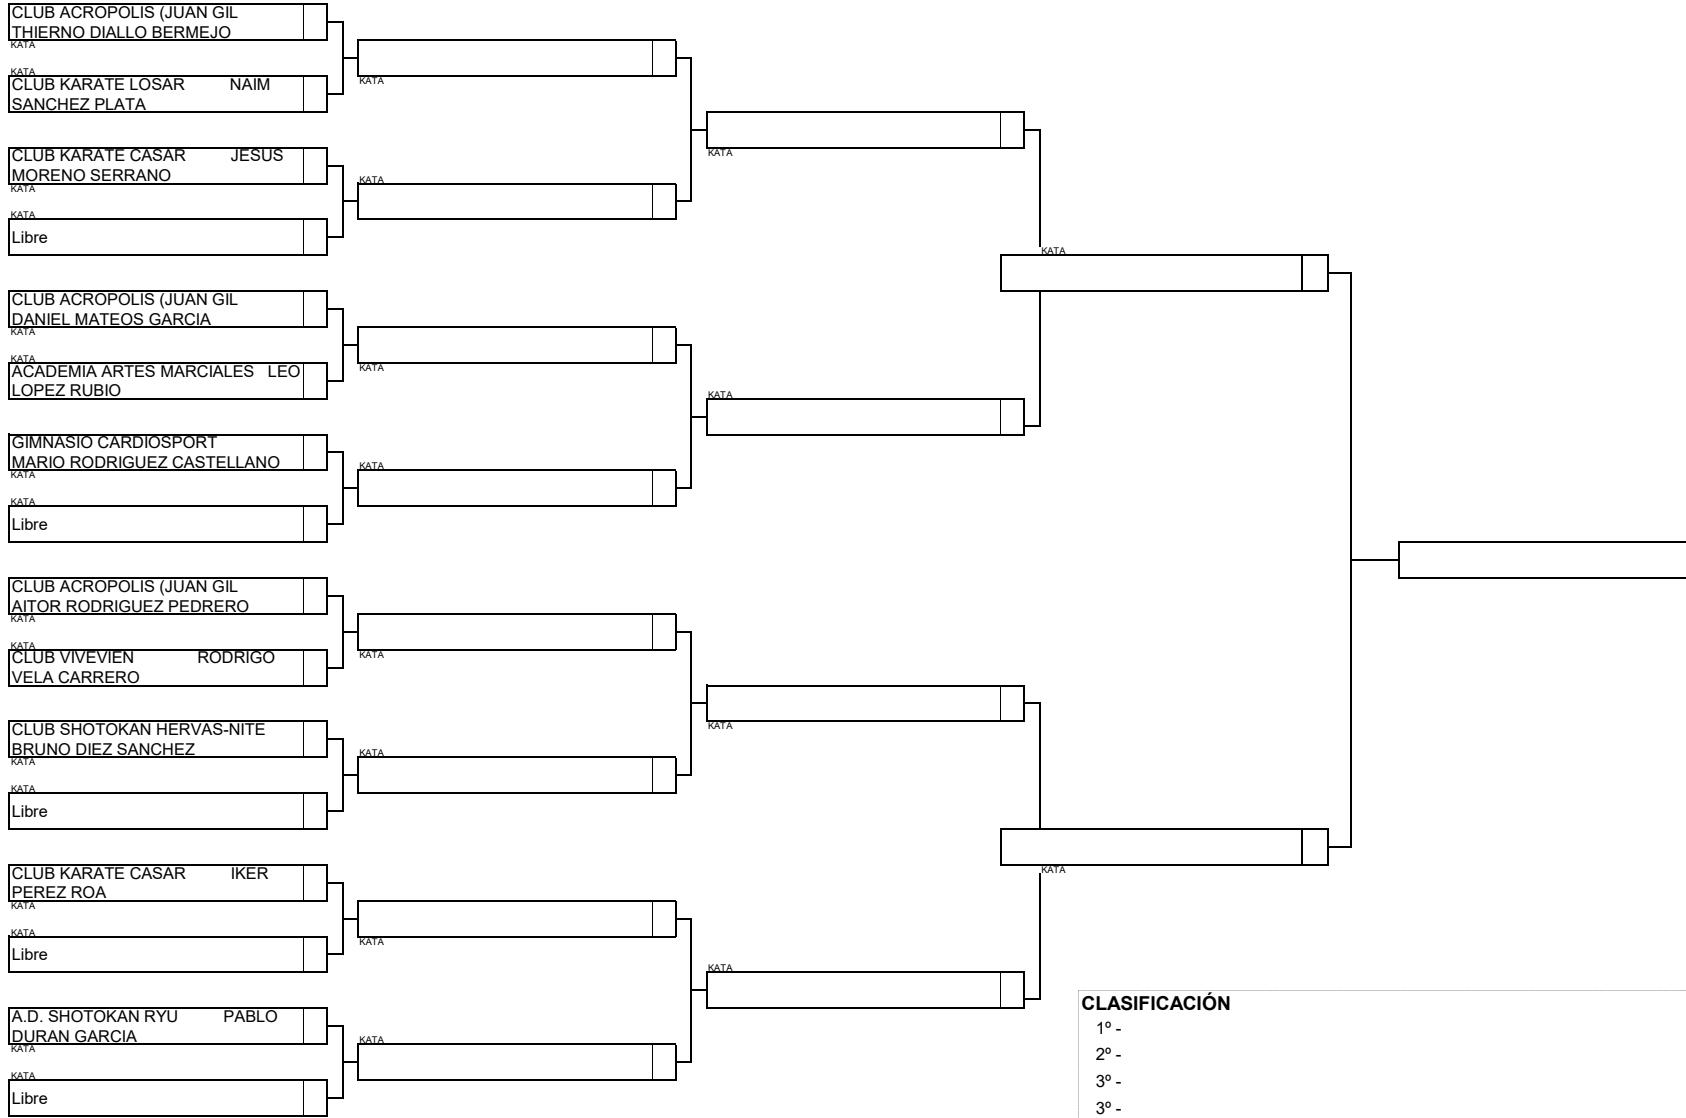 CLUB ACROPOLIS (JUAN GIL
THIERNO DIALLO BERMEJO
KATA
KATA
CLUB KARATE LOSAR NAIM
SANCHEZ PLATA
CLUB KARATE CASAR JESUS
MORENO SERRANO
KATA
KATA
Libre
CLUB ACROPOLIS (JUAN GIL
DANIEL MATEOS GARCIA
KATA
KATA
ACADEMIA ARTES MARCIALES LEO
LOPEZ RUBIO
GIMNASIO CARDIOSPORT
MARIO RODRIGUEZ CASTELLANO
KATA
KATA
Libre
CLUB ACROPOLIS (JUAN GIL
AITOR RODRIGUEZ PEDRERO
KATA
KATA
CLUB VIVEVIEN RODRIGO
VELA CARRERO
CLUB SHOTOKAN HERVAS-NITE
BRUNO DIEZ SANCHEZ
KATA
KATA
Libre
CLUB KARATE CASAR IKER
PEREZ ROA
KATA
KATA
Libre
A.D. SHOTOKAN RYU PABLO
DURAN GARCIA
KATA
KATA
Libre
KATA
KATA
KATA
KATA
KATA
KATA
KATA
KATA
KATA
KATA
KATA
KATA
KATA
KATA
CLASIFICACIÓN
1º -
2º -
3º -
3º -